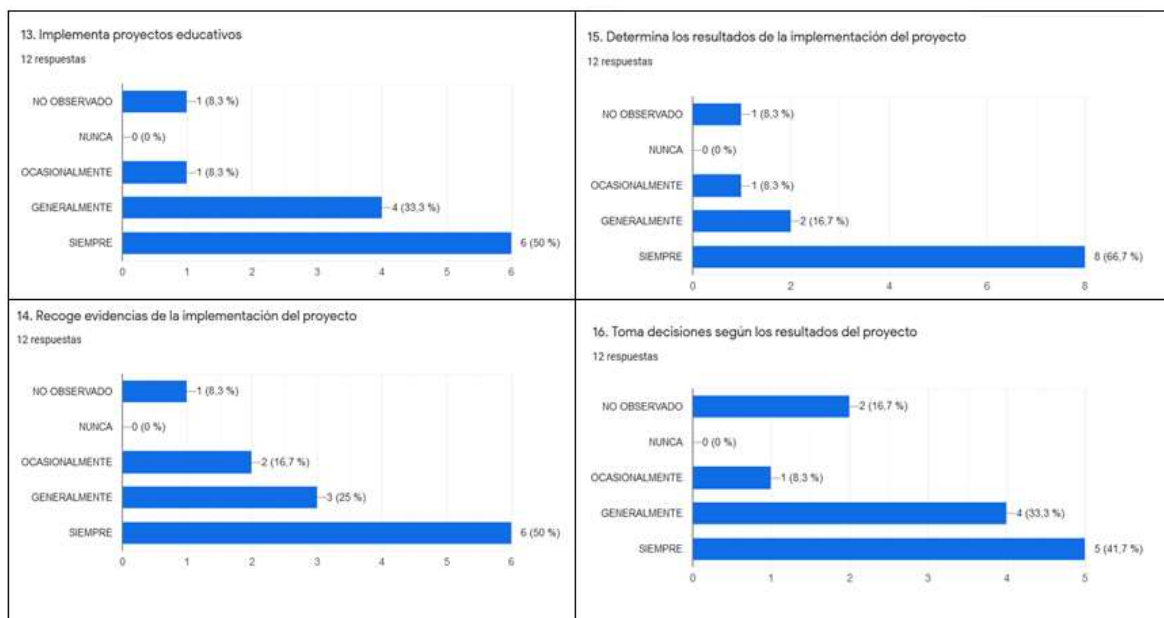 13. Implementa proyectos educativos
12 respuestas
NO OBSERVADO
1 (8,3 %)
NUNCA
0 (0 %)
OCASIONALMENTE
1 (8,3 %)
GENERALMENTE
4 (33,3 %)
SIEMPRE
6 (50 %)
0 1 2 3 4 5 6
15. Determina los resultados de la implementación del proyecto
12 respuestas
NO OBSERVADO
1 (8,3 %)
NUNCA
0 (0 %)
OCASIONALMENTE
1 (8,3 %)
GENERALMENTE
2 (16,7 %)
SIEMPRE
8 (66,7 %)
0 2 4 6 8
14. Recoge evidencias de la implementación del proyecto
12 respuestas
NO OBSERVADO
1 (8,3 %)
NUNCA
0 (0 %)
OCASIONALMENTE
2 (16,7 %)
GENERALMENTE
3 (25 %)
SIEMPRE
6 (50 %)
0 1 2 3 4 5 6
16. Toma decisiones según los resultados del proyecto
12 respuestas
NO OBSERVADO
2 (16,7 %)
NUNCA
0 (0 %)
OCASIONALMENTE
1 (8,3 %)
GENERALMENTE
4 (33,3 %)
SIEMPRE
5 (41,7 %)
0 1 2 3 4 5